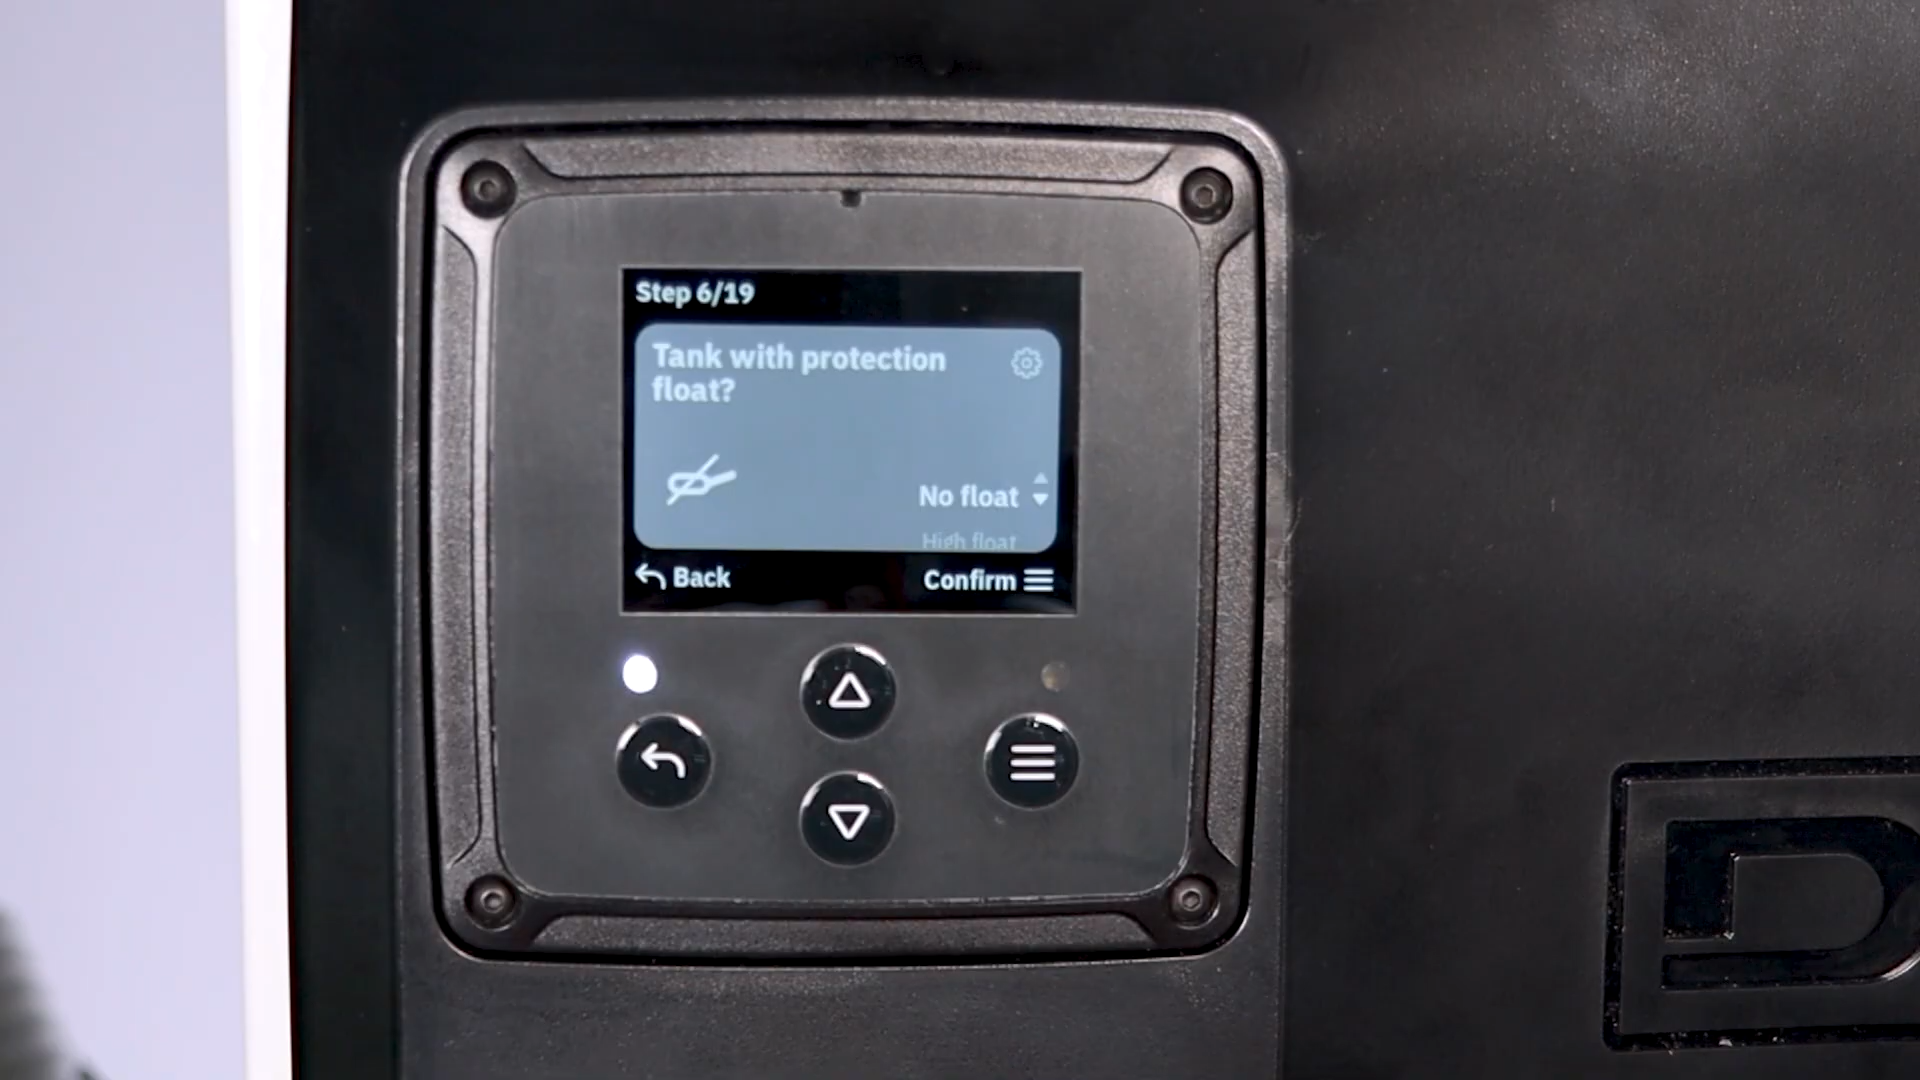 Step 6/19
Tank with protection
float?
No float
High float
Back
Confirm
D